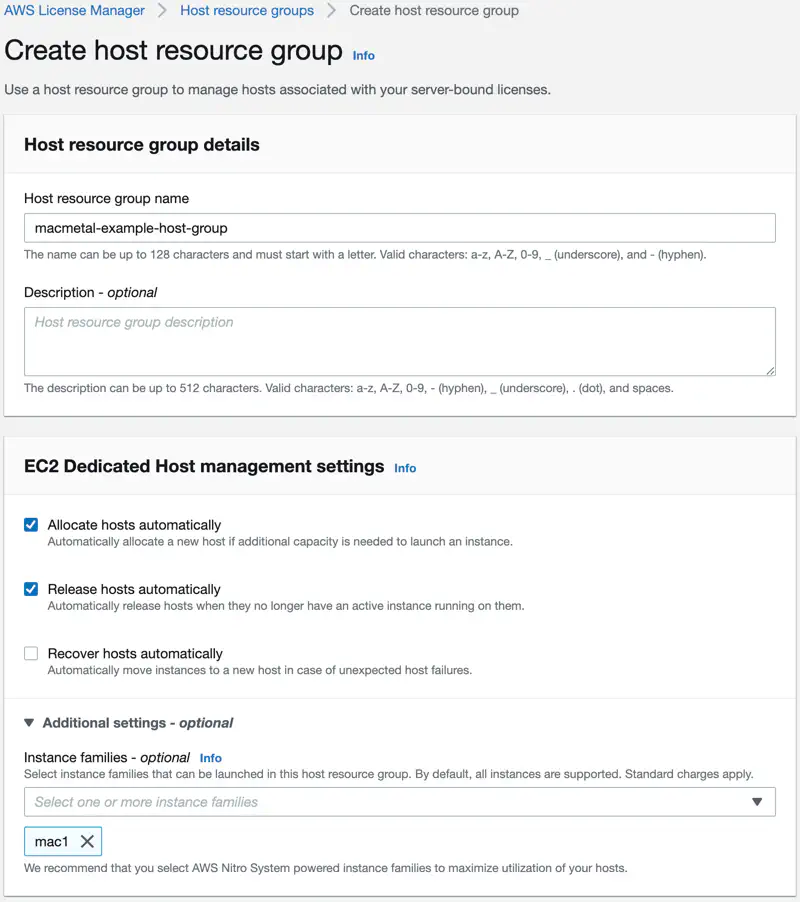 AWS License Manager > Host resource groups > Create host resource group
Create host resource group Info
Use a host resource group to manage hosts associated with your server-bound licenses.
Host resource group details
Host resource group name
macmetal-example-host-group
The name can be up to 128 characters and must start with a letter. Valid characters: a-z, A-Z, 0-9, _ (underscore), and - (hyphen).
Description - optional
Host resource group description
The description can be up to 512 characters. Valid characters: a-z, A-Z, 0-9, - (hyphen), _ (underscore), . (dot), and spaces.
EC2 Dedicated Host management settings Info
Allocate hosts automatically
Automatically allocate a new host if additional capacity is needed to launch an instance.
Release hosts automatically
Automatically release hosts when they no longer have an active instance running on them.
Recover hosts automatically
Automatically move instances to a new host in case of unexpected host failures.
Additional settings - optional
Instance families - optional Info
Select instance families that can be launched in this host resource group. By default, all instances are supported. Standard charges apply.
Select one or more instance families
mac1
We recommend that you select AWS Nitro System powered instance families to maximize utilization of your hosts.